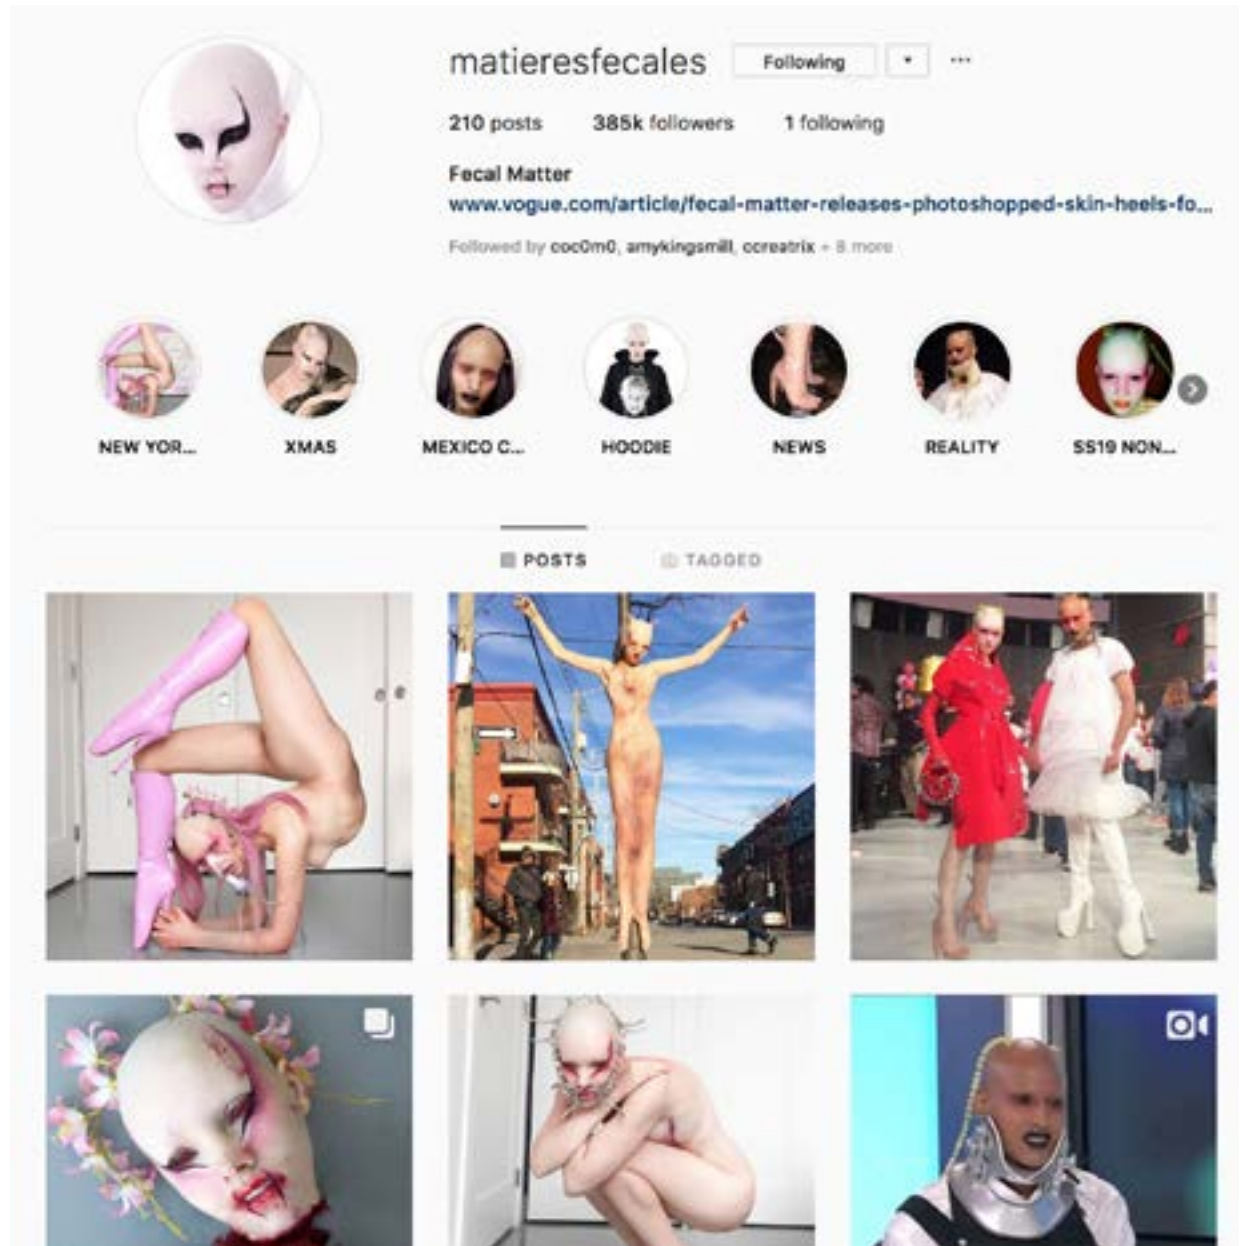 matieresfecales Following
210 posts 385k followers 1 following
Fecal Matter
www.vogue.com/article/fecal-matter-releases-photoshopped-skin-heels-fo...
Followed by coc0m0, amykingsmill, ccreatrix + 8 more
NEW YOR... XMAS MEXICO C... HOODIE NEWS REALITY SS19 NON...
POSTS TAGGED